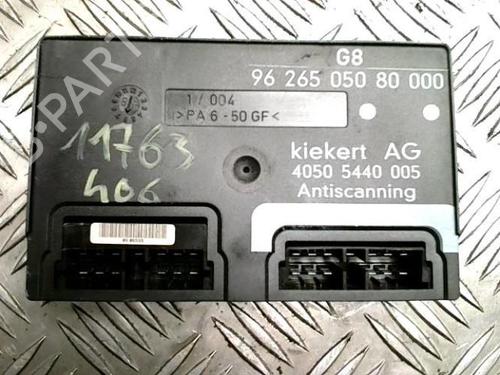 G8
96 265 050 80 000
1 / 004
>PA 6 - 50 GF<
kiekert AG
4050 5440 005
Antiscanning
11763
406
B-PARTS